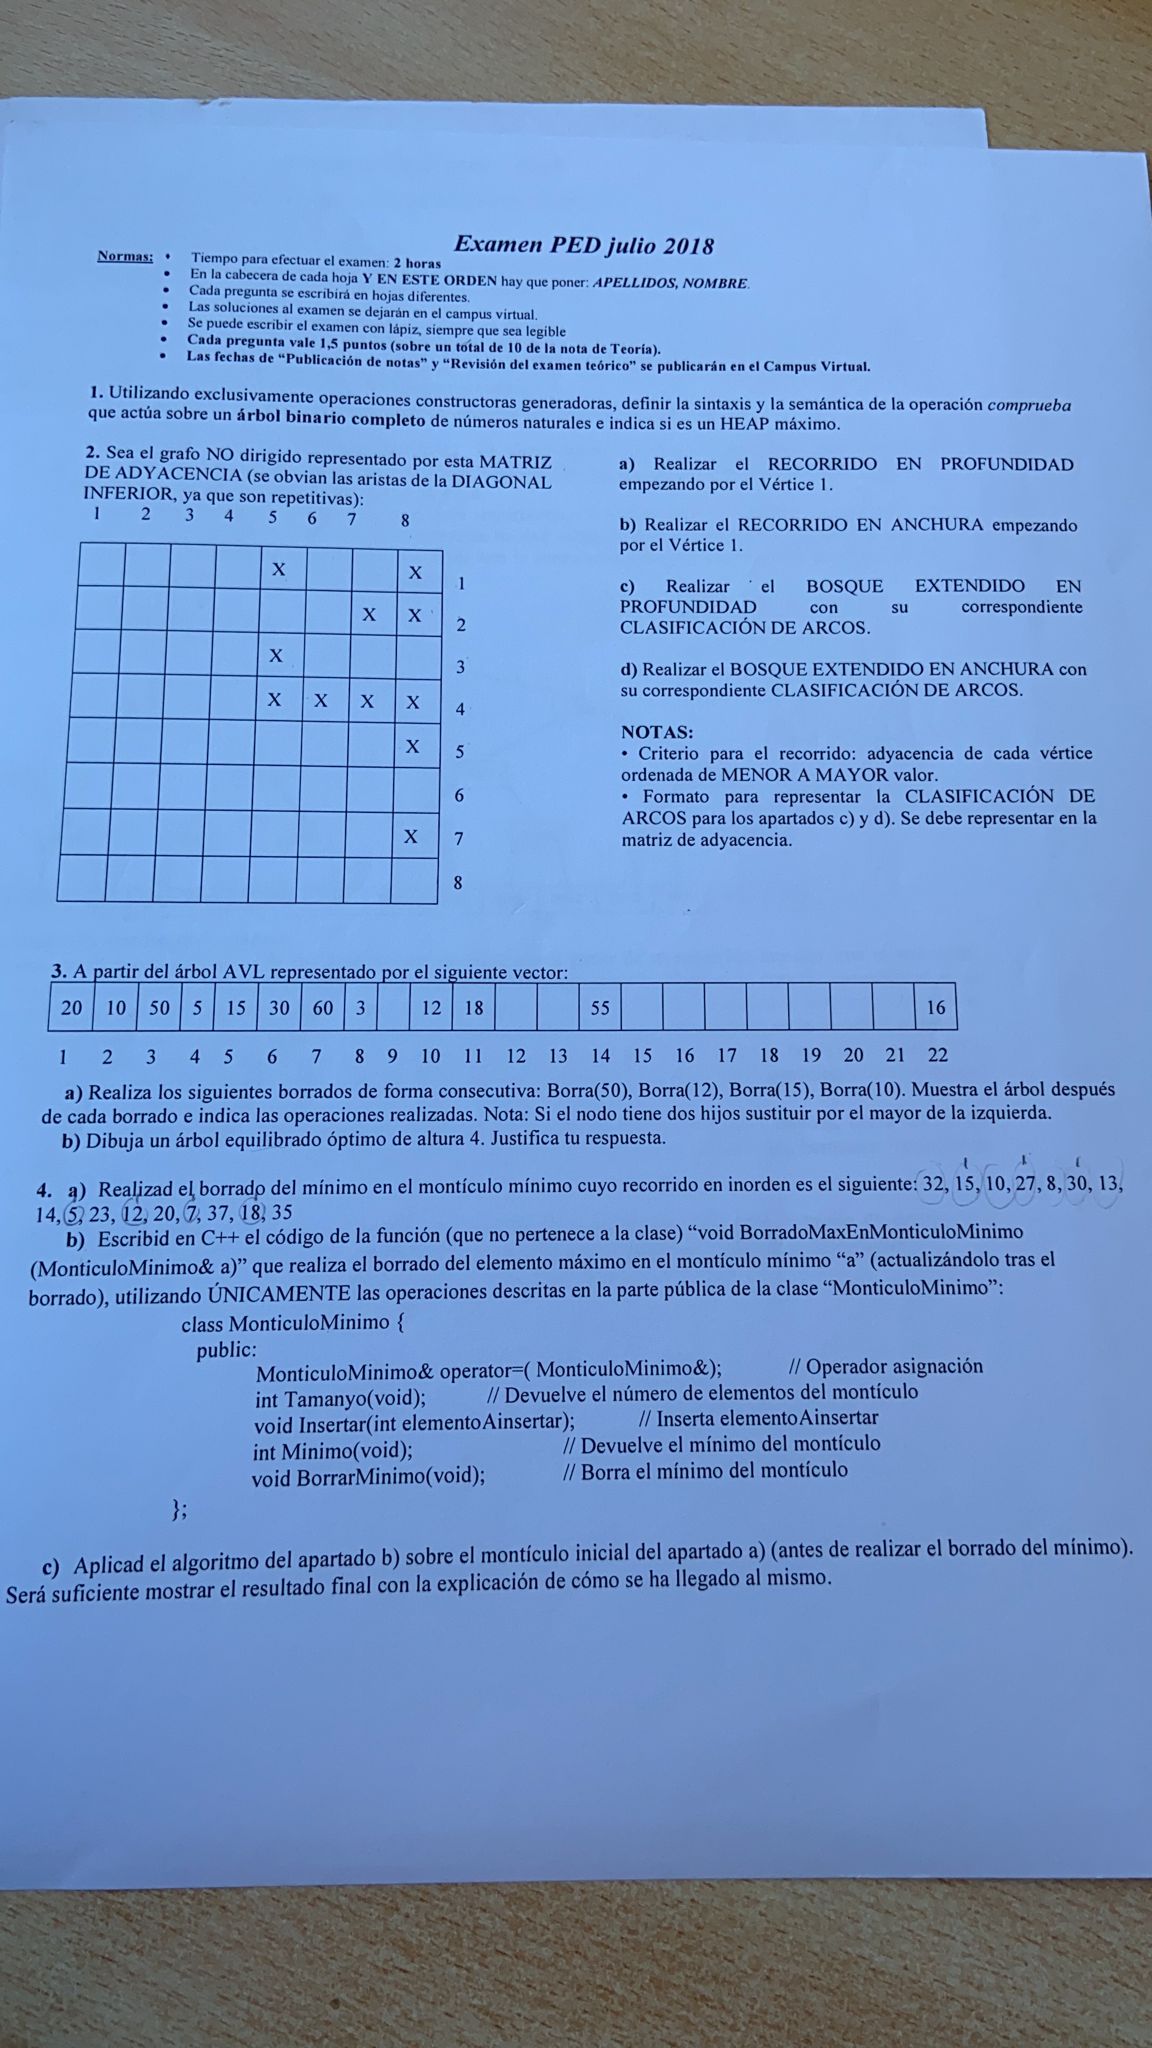 Examen PED julio 2018
Normas: • Tiempo para efectuar el examen: 2 horas
• En la cabecera de cada hoja Y EN ESTE ORDEN hay que poner: APELLIDOS, NOMBRE.
• Cada pregunta se escribirá en hojas diferentes.
• Las soluciones al examen se dejarán en el campus virtual.
• Se puede escribir el examen con lápiz, siempre que sea legible
• Cada pregunta vale 1,5 puntos (sobre un total de 10 de la nota de Teoría).
• Las fechas de “Publicación de notas” y “Revisión del examen teórico” se publicarán en el Campus Virtual.
1. Utilizando exclusivamente operaciones constructoras generadoras, definir la sintaxis y la semántica de la operación comprueba
que actúa sobre un árbol binario completo de números naturales e indica si es un HEAP máximo.
2. Sea el grafo NO dirigido representado por esta MATRIZ
DE ADYACENCIA (se obvian las aristas de la DIAGONAL
INFERIOR, ya que son repetitivas):
1 2 3 4 5 6 7 8
X X 1
X X 2
X 3
X X X X 4
X 5
6
X 7
8
a) Realizar el RECORRIDO EN PROFUNDIDAD
empezando por el Vértice 1.
b) Realizar el RECORRIDO EN ANCHURA empezando
por el Vértice 1.
c) Realizar el BOSQUE EXTENDIDO EN
PROFUNDIDAD con su correspondiente
CLASIFICACIÓN DE ARCOS.
d) Realizar el BOSQUE EXTENDIDO EN ANCHURA con
su correspondiente CLASIFICACIÓN DE ARCOS.
NOTAS:
• Criterio para el recorrido: adyacencia de cada vértice
ordenada de MENOR A MAYOR valor.
• Formato para representar la CLASIFICACIÓN DE
ARCOS para los apartados c) y d). Se debe representar en la
matriz de adyacencia.
3. A partir del árbol AVL representado por el siguiente vector:
20 10 50 5 15 30 60 3 12 18 55 16
1 2 3 4 5 6 7 8 9 10 11 12 13 14 15 16 17 18 19 20 21 22
a) Realiza los siguientes borrados de forma consecutiva: Borra(50), Borra(12), Borra(15), Borra(10). Muestra el árbol después
de cada borrado e indica las operaciones realizadas. Nota: Si el nodo tiene dos hijos sustituir por el mayor de la izquierda.
b) Dibuja un árbol equilibrado óptimo de altura 4. Justifica tu respuesta.
4. a) Realizad el borrado del mínimo en el montículo mínimo cuyo recorrido en inorden es el siguiente: 32, 15, 10, 27, 8, 30, 13,
14, 5, 23, 12, 20, 7, 37, 18, 35
b) Escribid en C++ el código de la función (que no pertenece a la clase) “void BorradoMaxEnMonticuloMinimo
(MonticuloMinimo& a)” que realiza el borrado del elemento máximo en el montículo mínimo “a” (actualizándolo tras el
borrado), utilizando ÚNICAMENTE las operaciones descritas en la parte pública de la clase “MonticuloMinimo”:
class MonticuloMinimo {
public:
MonticuloMinimo& operator=( MonticuloMinimo&); // Operador asignación
int Tamanyo(void); // Devuelve el número de elementos del montículo
void Insertar(int elementoAinsertar); // Inserta elementoAinsertar
int Minimo(void); // Devuelve el mínimo del montículo
void BorrarMinimo(void); // Borra el mínimo del montículo
};
c) Aplicad el algoritmo del apartado b) sobre el montículo inicial del apartado a) (antes de realizar el borrado del mínimo).
Será suficiente mostrar el resultado final con la explicación de cómo se ha llegado al mismo.